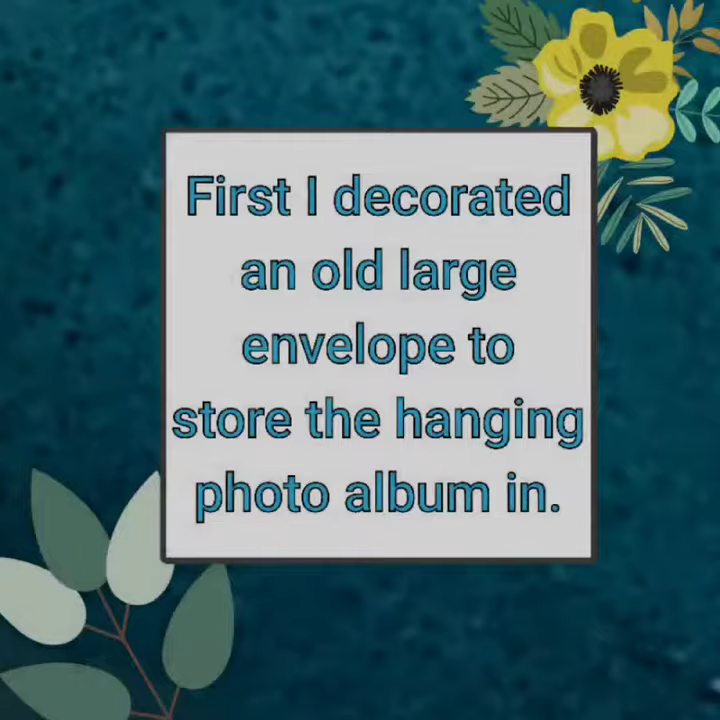 First I decorated
an old large
envelope to
store the hanging
photo album in.